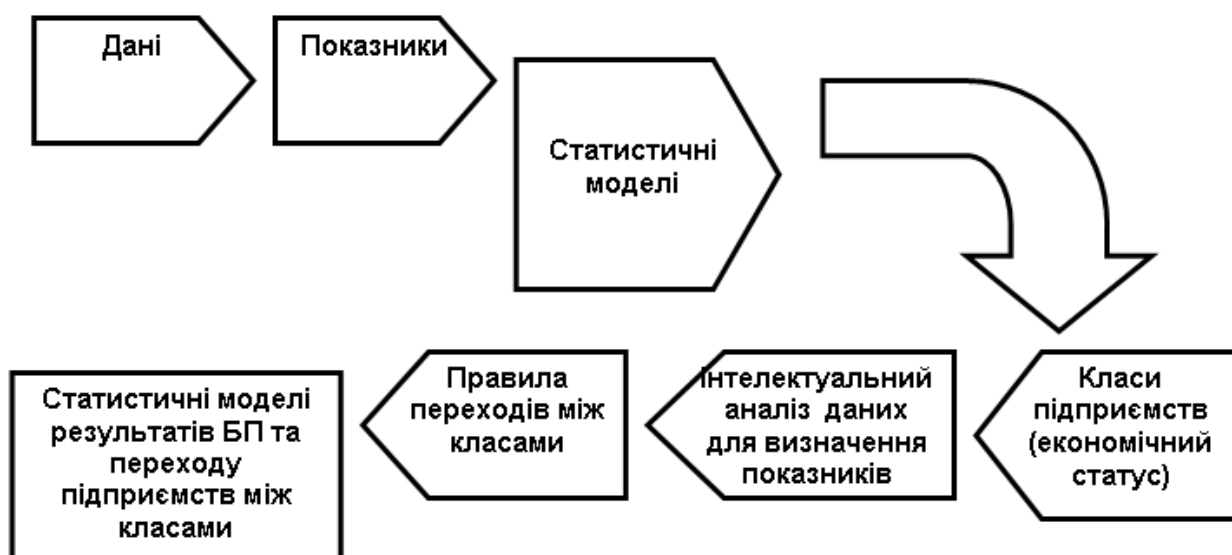 Дані
Показники
Статистичні
моделі
Класи
підприємств
(економічний
статус)
Інтелектуальний
аналіз даних
для визначення
показників
Правила
переходів між
класами
Статистичні моделі
результатів БП та
переходу
підприємств між
класами